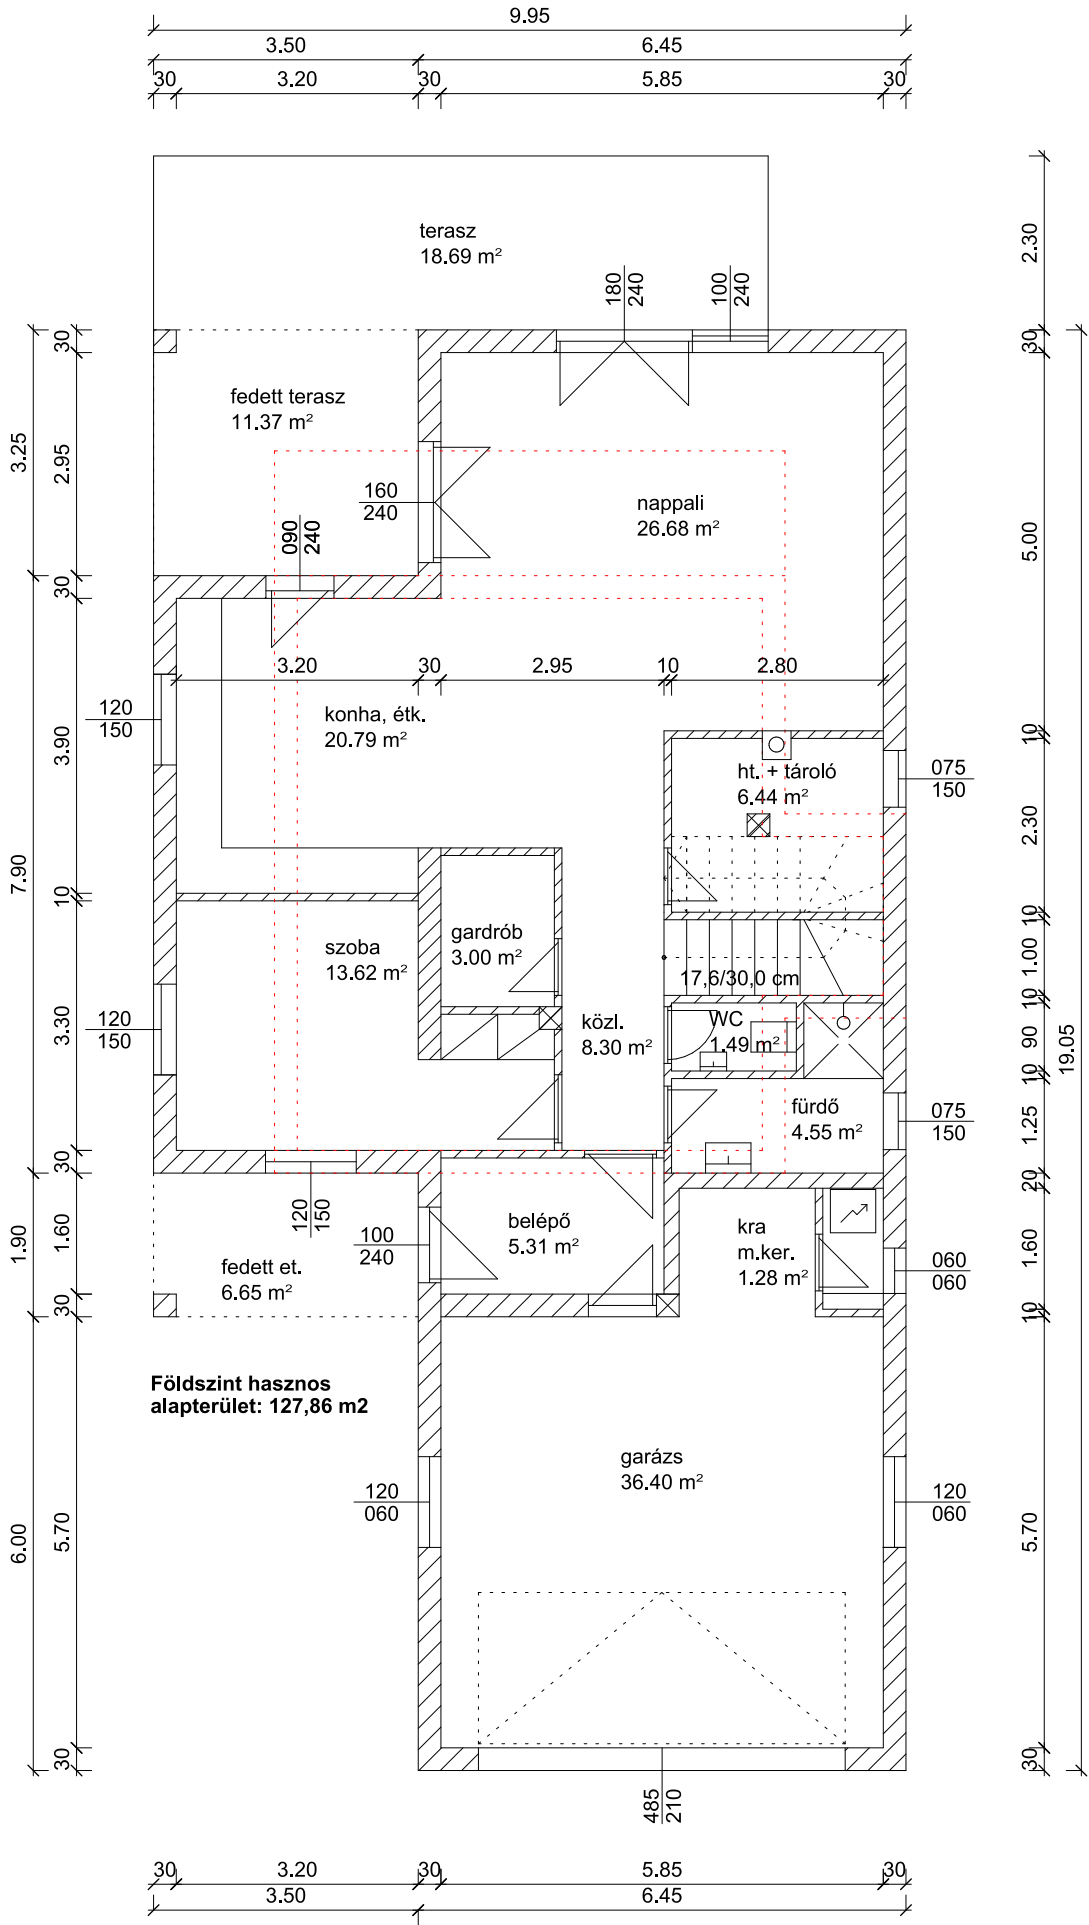 9.95
3.50 6.45
30 3.20 30 5.85 30
terasz
18.69 m²
2.30
180
240
100
240
30
30
fedett terasz
11.37 m²
3.25
2.95
160
240
nappali
26.68 m²
090
240
5.00
30
3.20 30 2.95 10 2.80
120
150
konha, étk.
20.79 m²
3.90
10
ht. + tároló
6.44 m²
075
150
2.30
7.90
10
10
gardrób
3.00 m²
szoba
13.62 m²
1.00
17,6/30,0 cm
10
120
150
3.30
közl.
8.30 m²
WC
1.49 m²
90
19.05
10
fürdő
4.55 m²
075
150
1.25
30
20
120
150
1.90
1.60
100
240
belépő
5.31 m²
kra
m.ker.
1.28 m²
1.60
fedett et.
6.65 m²
060
060
30
10
Földszint hasznos
alapterület: 127,86 m2
garázs
36.40 m²
120
060
120
060
6.00
5.70
5.70
30
30
485
210
30 3.20 30 5.85 30
3.50 6.45